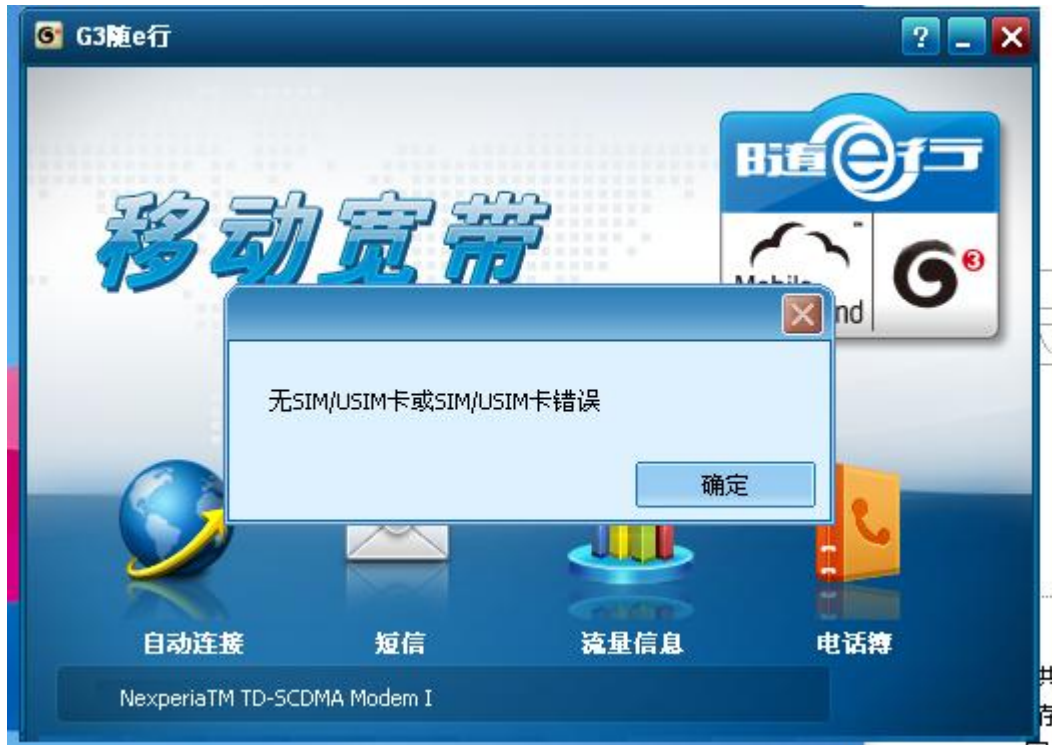 G3随e行
随e行
移动宽带
G3
无SIM/USIM卡或SIM/USIM卡错误
确定
自动连接
短信
流量信息
电话簿
NexperiaTM TD-SCDMA Modem I